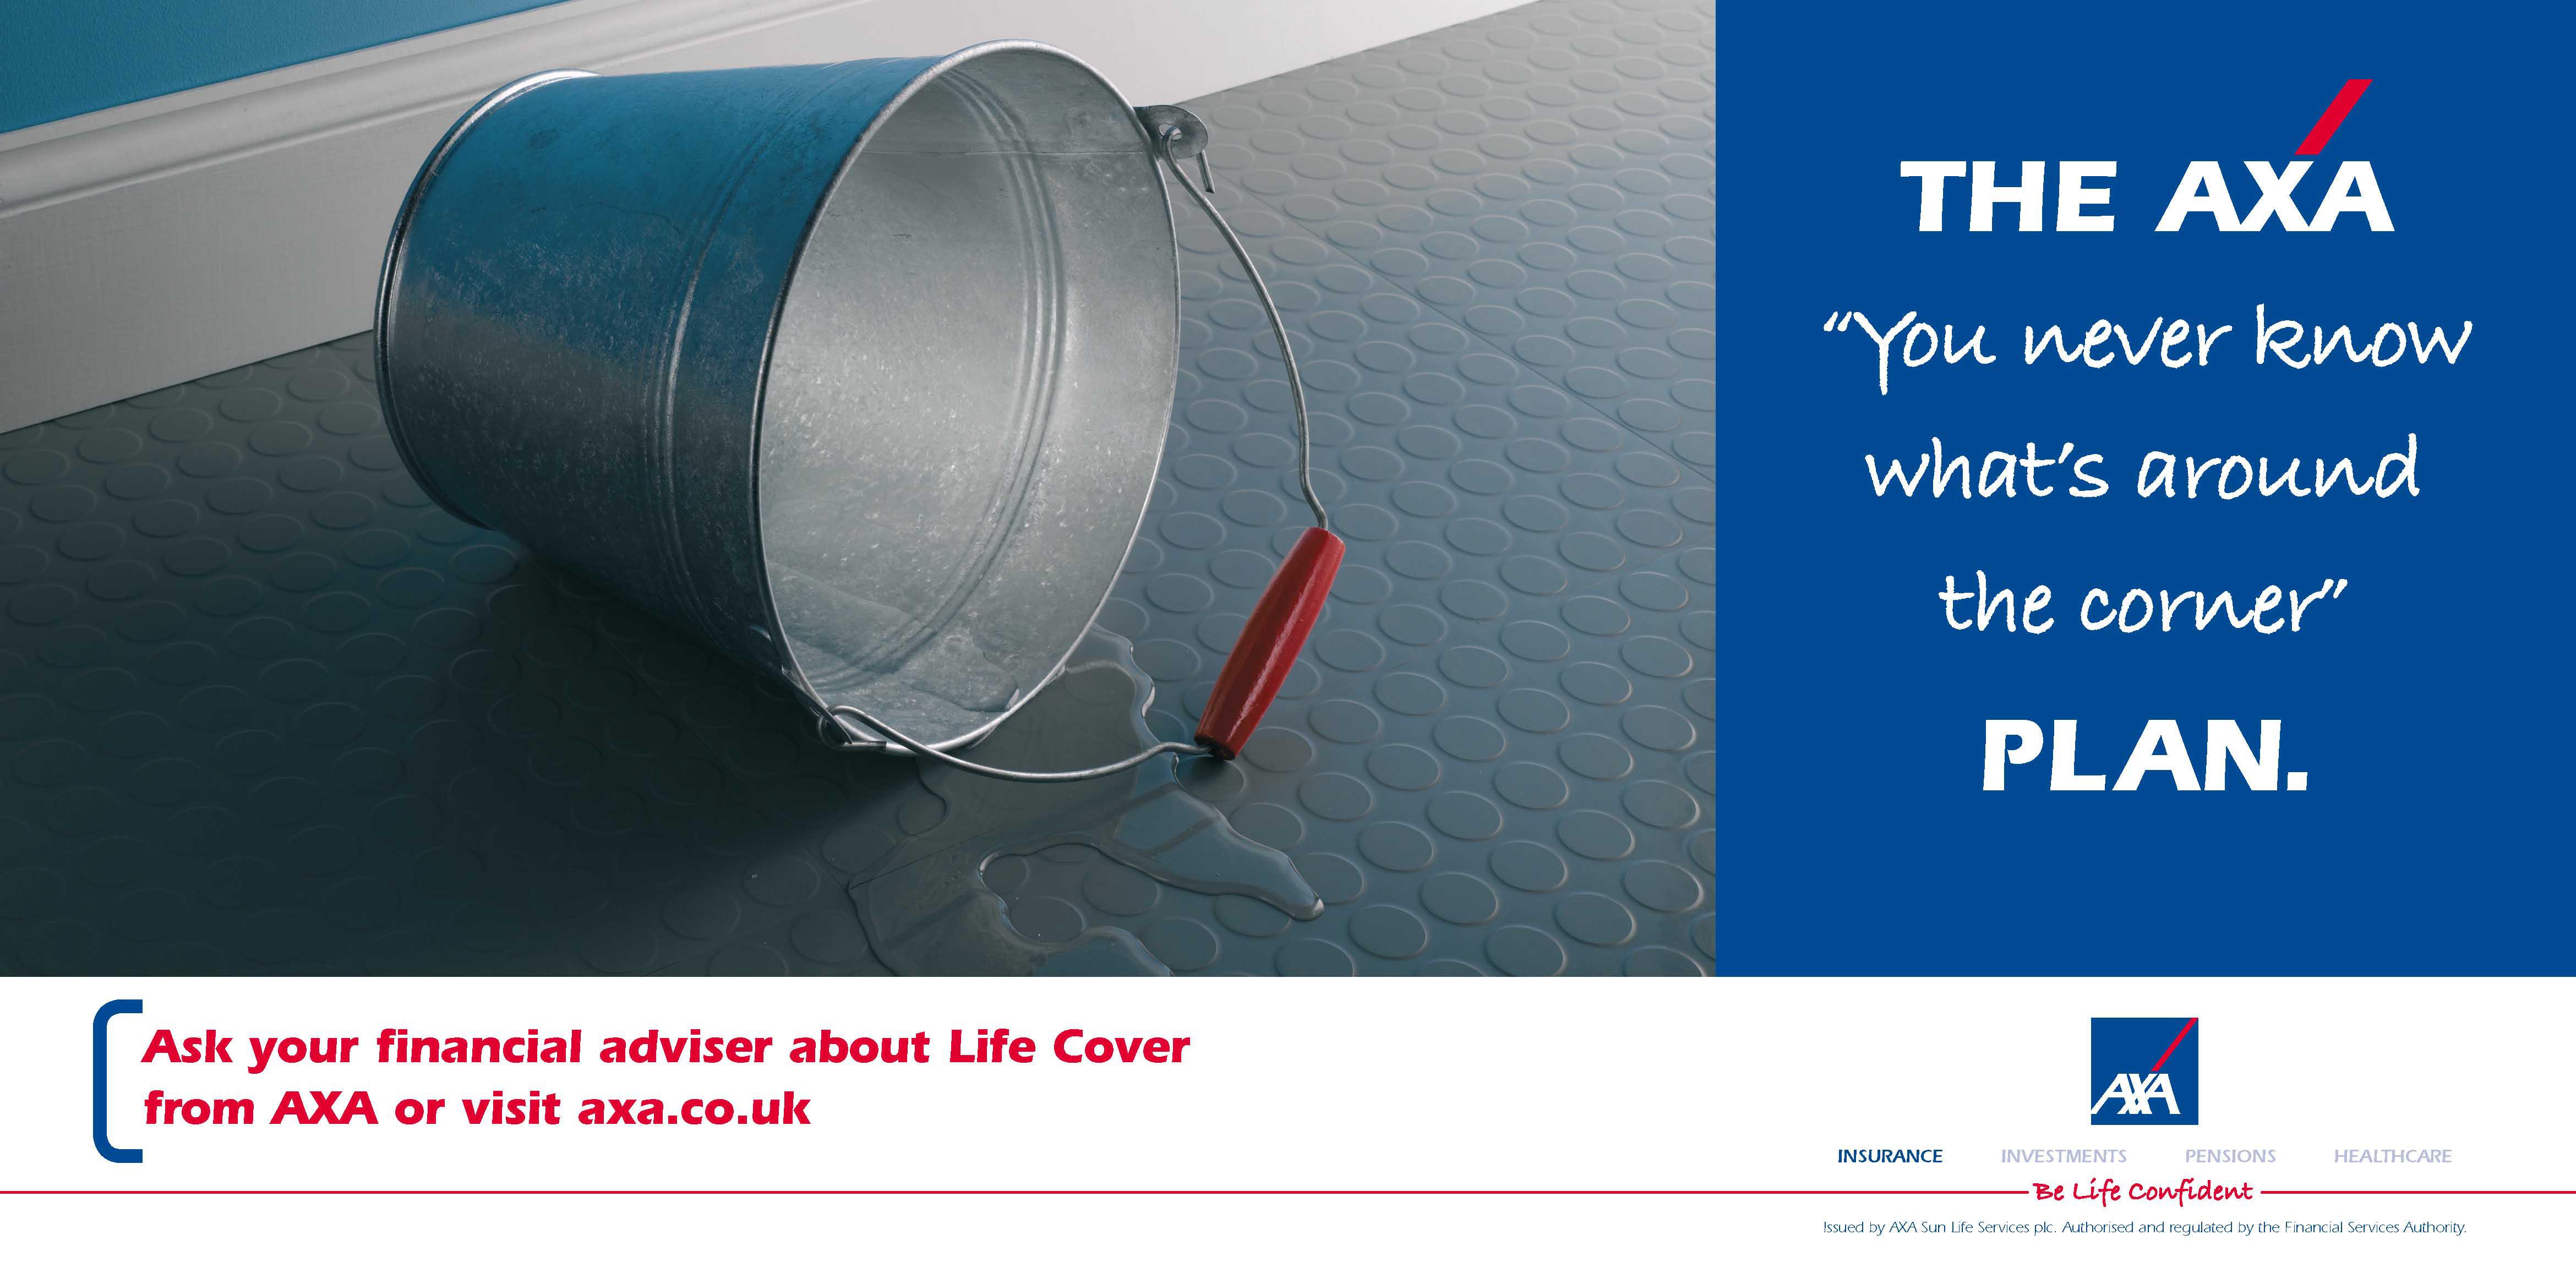 THE AXA
“You never know
what's around
the corner”
PLAN.
Ask your financial adviser about Life Cover
from AXA or visit axa.co.uk
AXA
INSURANCE INVESTMENTS PENSIONS HEALTHCARE
Be Life Confident
Issued by AXA Sun Life Services plc. Authorised and regulated by the Financial Services Authority.